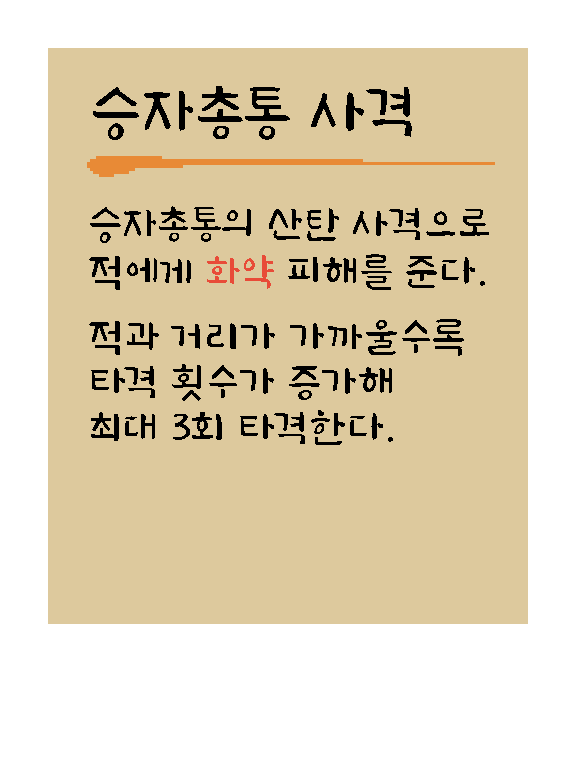 승자총통 사격
승자총통의 산탄 사격으로
적에게 화약 피해를 준다.
적과 거리가 가까울수록
타격 횟수가 증가해
최대 3회 타격한다.